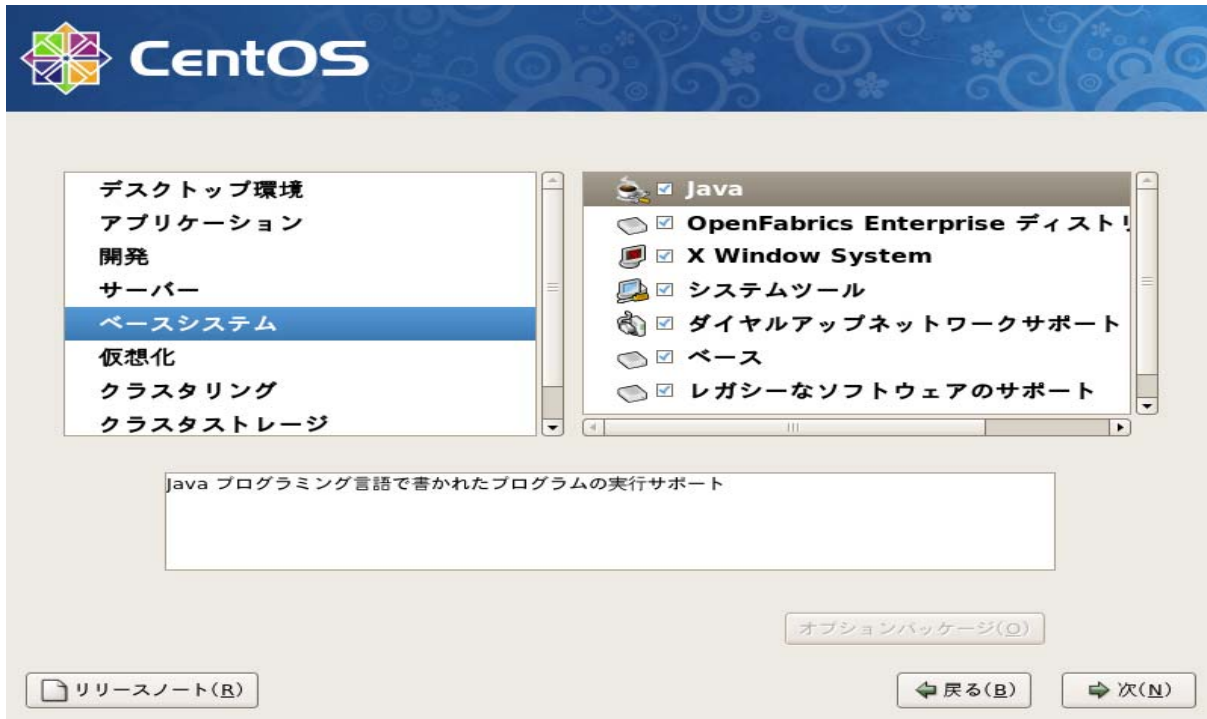 CentOS
デスクトップ環境
アプリケーション
開発
サーバー
ベースシステム
仮想化
クラスタリング
クラスタストレージ
Java
OpenFabrics Enterprise ディストリ
X Window System
システムツール
ダイヤルアップネットワークサポート
ベース
レガシーなソフトウェアのサポート
Java プログラミング言語で書かれたプログラムの実行サポート
オプションパッケージ(O)
リリースノート(R)
戻る(B)
次(N)